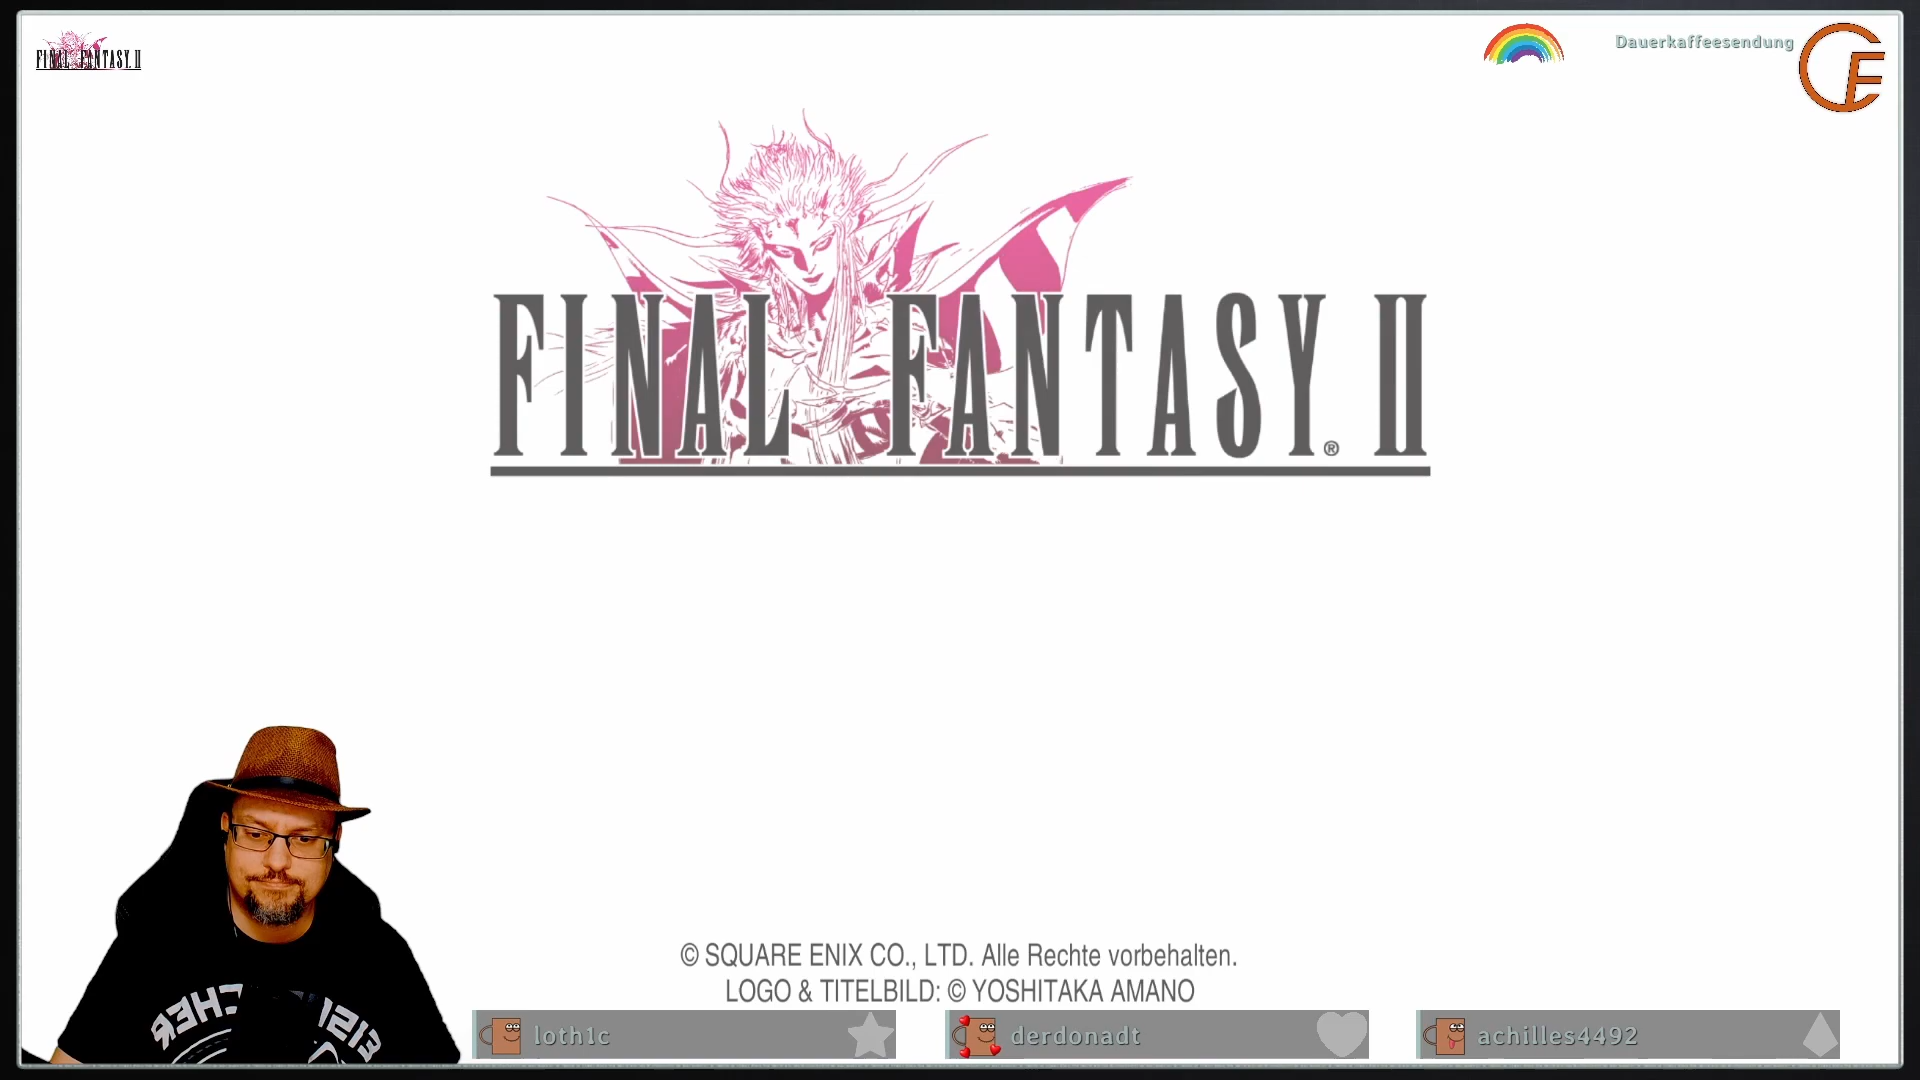 FINAL FANTASY II
Dauerkaffeesendung
FINAL FANTASY® II
© SQUARE ENIX CO., LTD. Alle Rechte vorbehalten.
LOGO & TITELBILD: © YOSHITAKA AMANO
loth1c
derdonadt
achilles4492